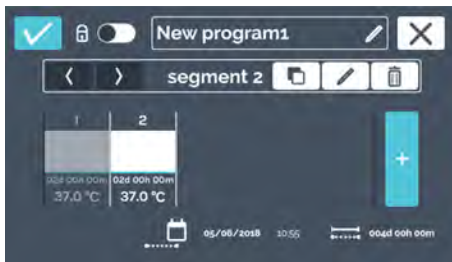 New program1
segment 2
1 2
02d 00h 00m 02d 00h 00m
37.0 °C 37.0 °C
05/06/2018 10:55 004d 00h 00m